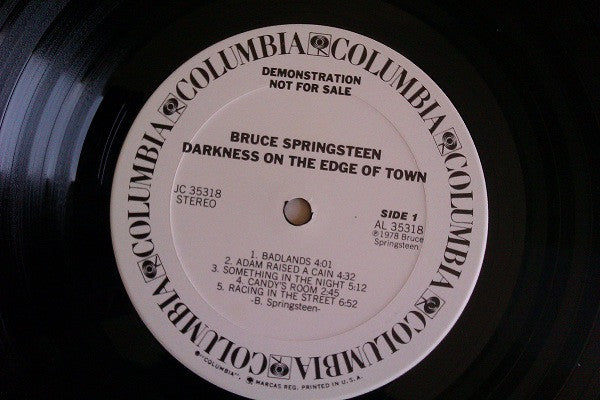 COLUMBIA COLUMBIA COLUMBIA COLUMBIA COLUMBIA COLUMBIA
DEMONSTRATION
NOT FOR SALE
BRUCE SPRINGSTEEN
DARKNESS ON THE EDGE OF TOWN
JC 35318
STEREO
SIDE 1
AL 35318
℗1978 Bruce
Springsteen.
1. BADLANDS 4:01
2. ADAM RAISED A CAIN 4:32
3. SOMETHING IN THE NIGHT 5:12
4. CANDY'S ROOM 2:45
5. RACING IN THE STREET 6:52
-B. Springsteen-
"COLUMBIA", MARCAS REG. PRINTED IN U.S.A.